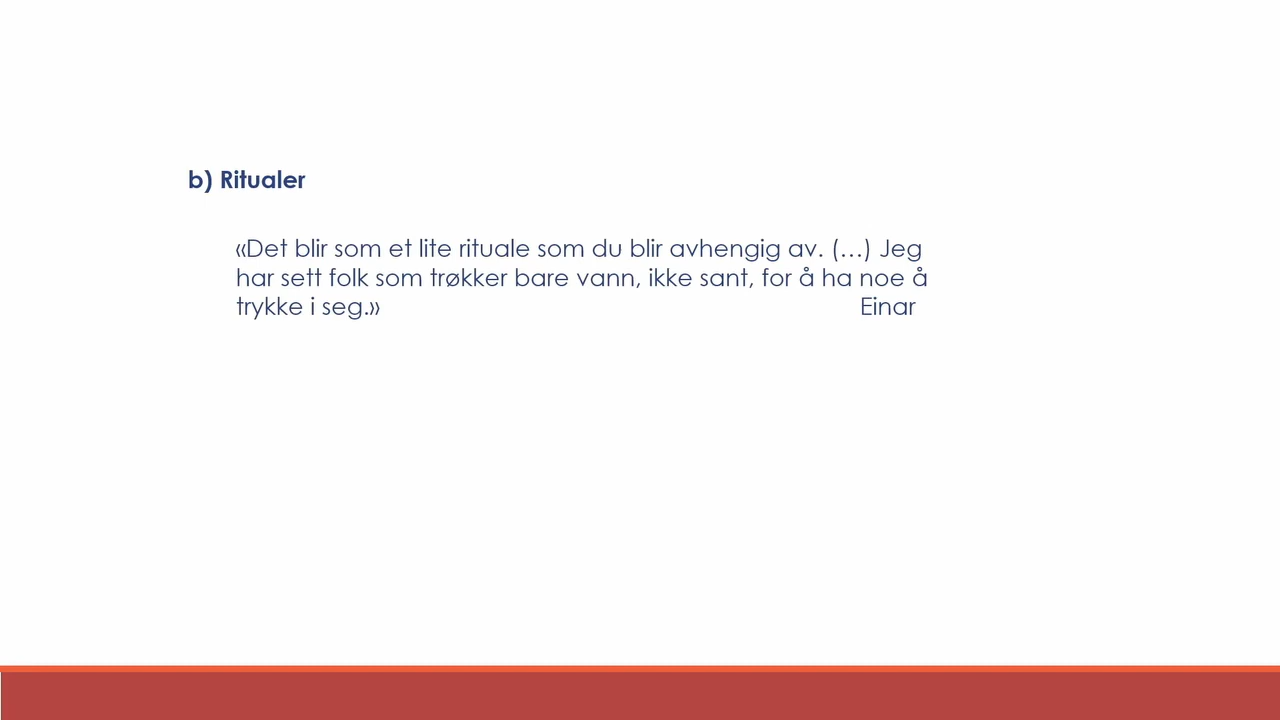 b) Ritualer
«Det blir som et lite rituale som du blir avhengig av. (…) Jeg
har sett folk som trøkker bare vann, ikke sant, for å ha noe å
trykke i seg.» Einar